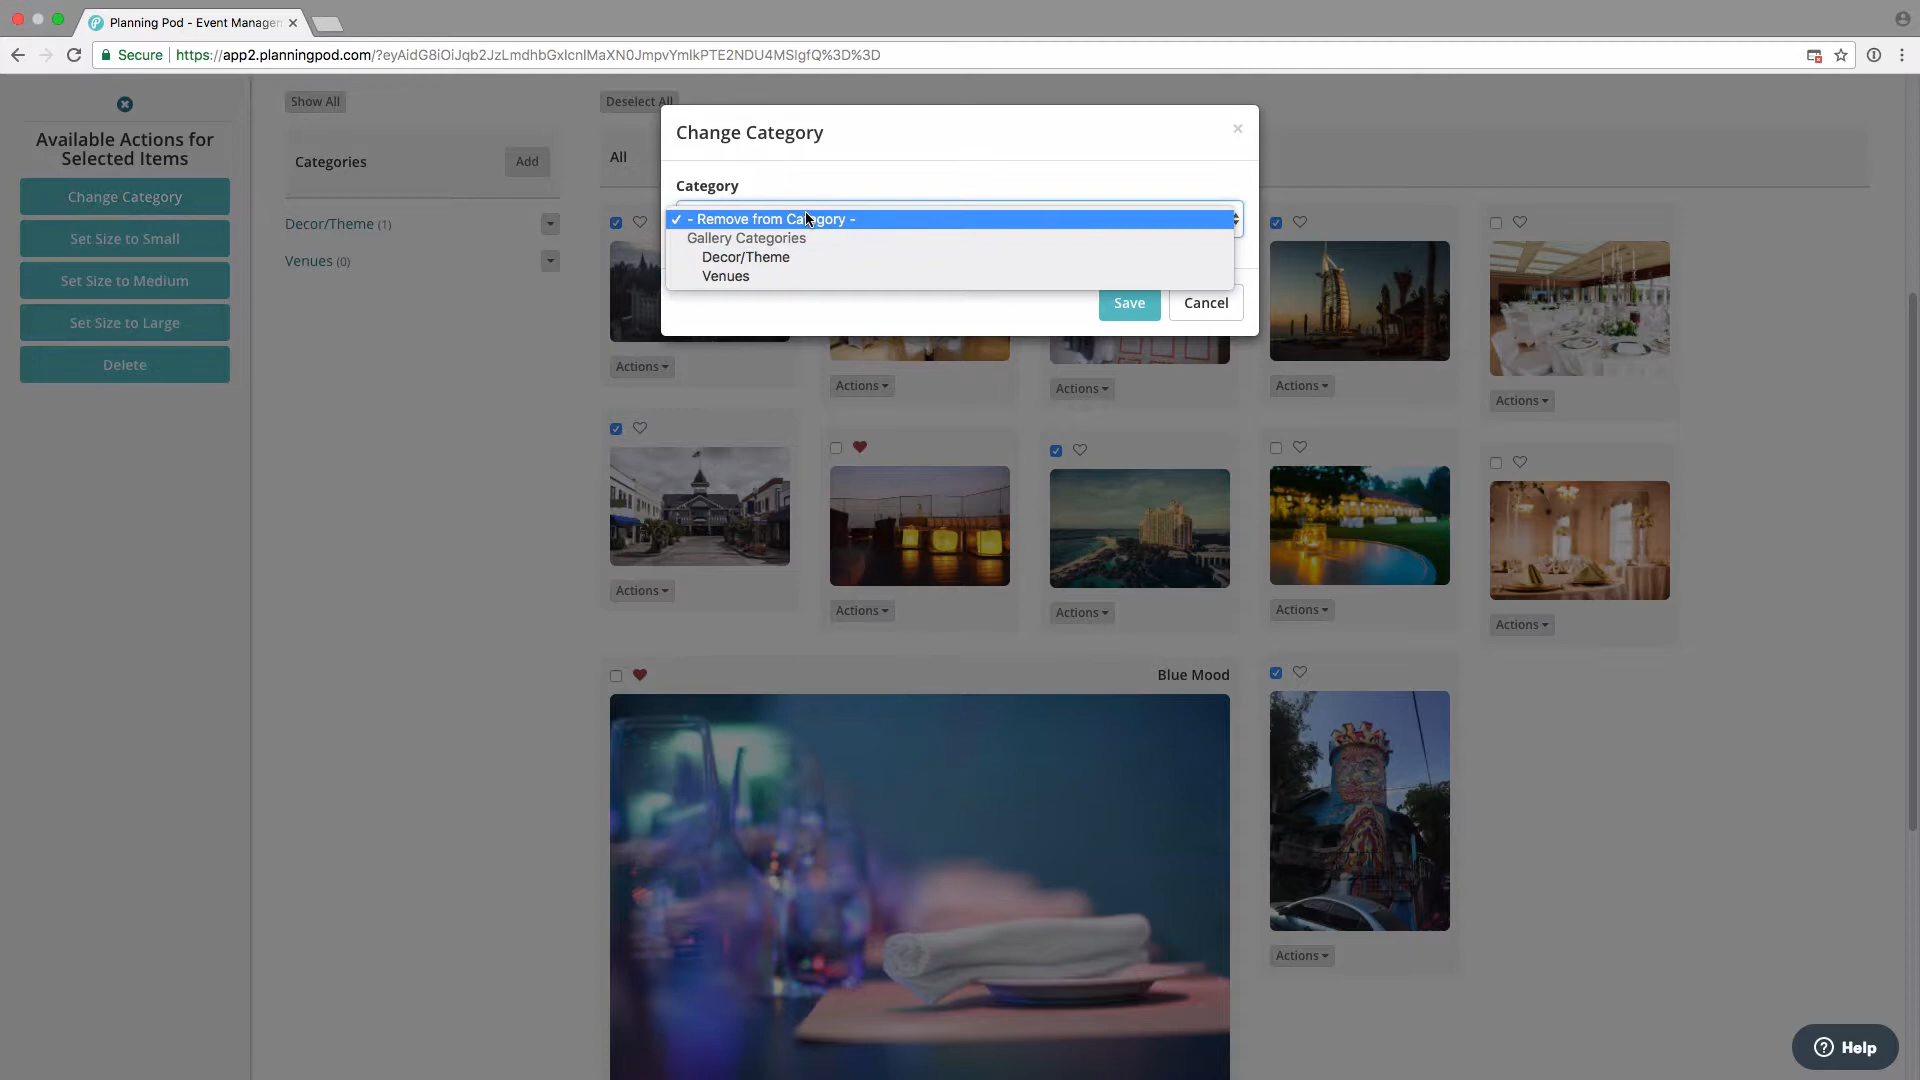 Planning Pod - Event Managem
Secure
https://app2.planningpod.com/?eyAidG8iOiJqb2JzLmdhbGxlcnlMaXN0JmpvYmlkPTE2NDU4MSIgfQ%3D%3D
Available Actions for
Selected Items
Change Category
Set Size to Small
Set Size to Medium
Set Size to Large
Delete
Show All
Categories
Add
Decor/Theme (1)
Venues (0)
Deselect All
All
Change Category
×
Category
✓ - Remove from Category -
Gallery Categories
Decor/Theme
Venues
Save
Cancel
Actions
Actions
Actions
Actions
Actions
Actions
Actions
Actions
Actions
Actions
Blue Mood
Actions
Help